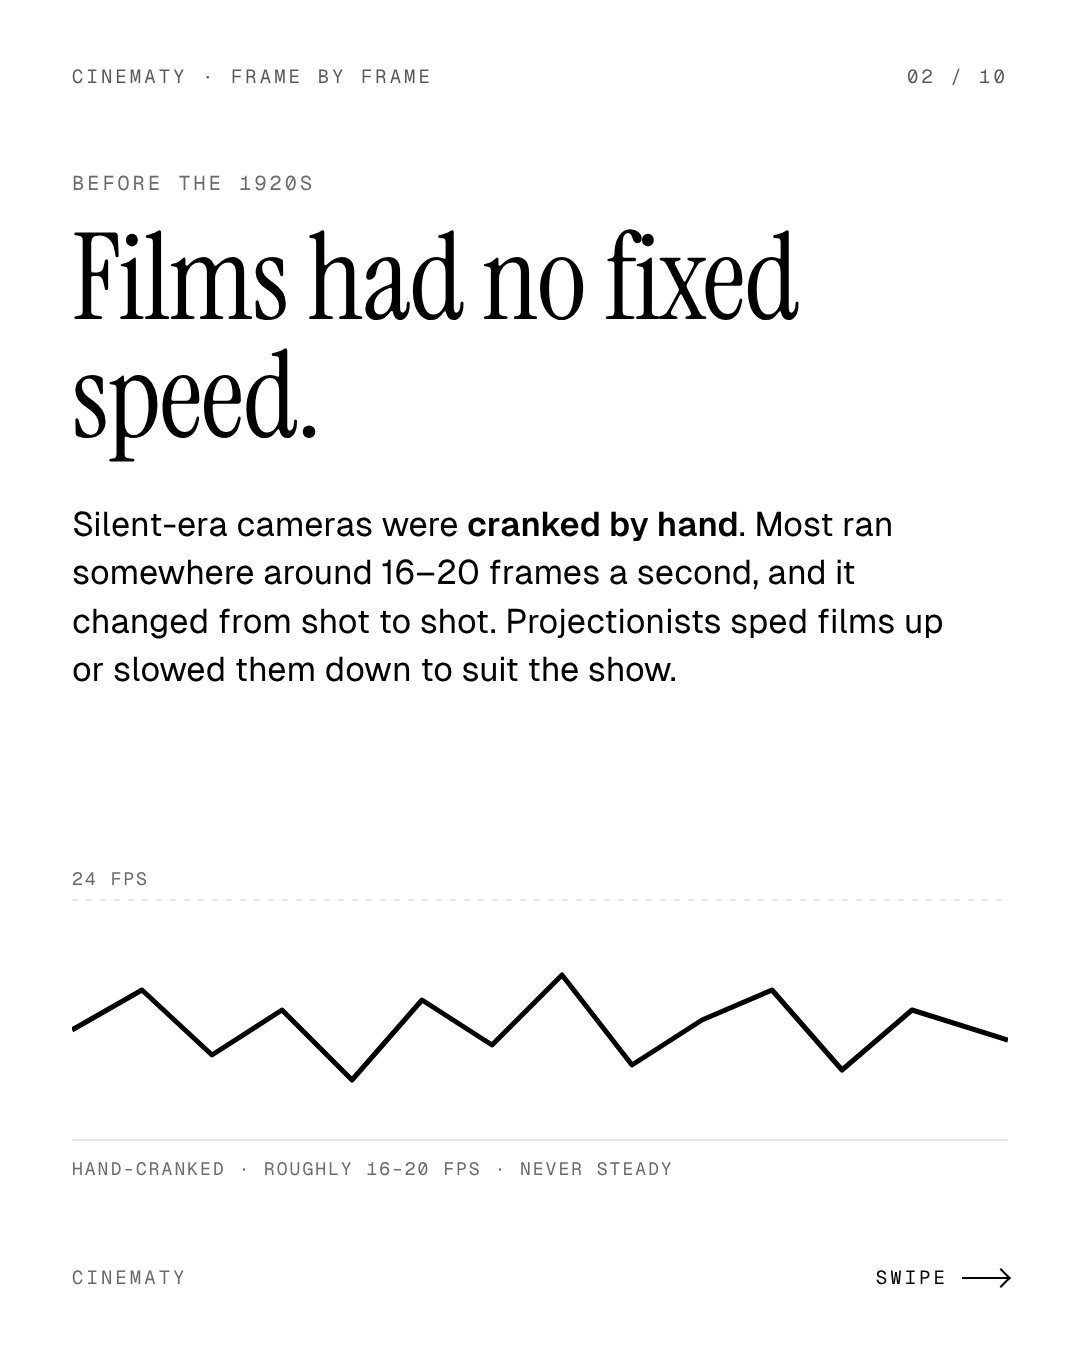 CINEMATY · FRAME BY FRAME
02 / 10
BEFORE THE 1920S
Films had no fixed
speed.
Silent-era cameras were cranked by hand. Most ran
somewhere around 16–20 frames a second, and it
changed from shot to shot. Projectionists sped films up
or slowed them down to suit the show.
24 FPS
HAND-CRANKED · ROUGHLY 16–20 FPS · NEVER STEADY
CINEMATY
SWIPE